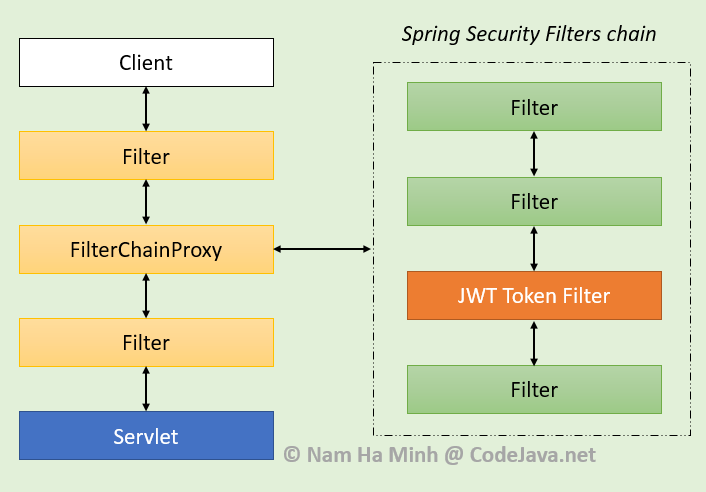 Client
Filter
FilterChainProxy
Filter
Servlet
Spring Security Filters chain
Filter
Filter
JWT Token Filter
Filter
© Nam Ha Minh @ CodeJava.net